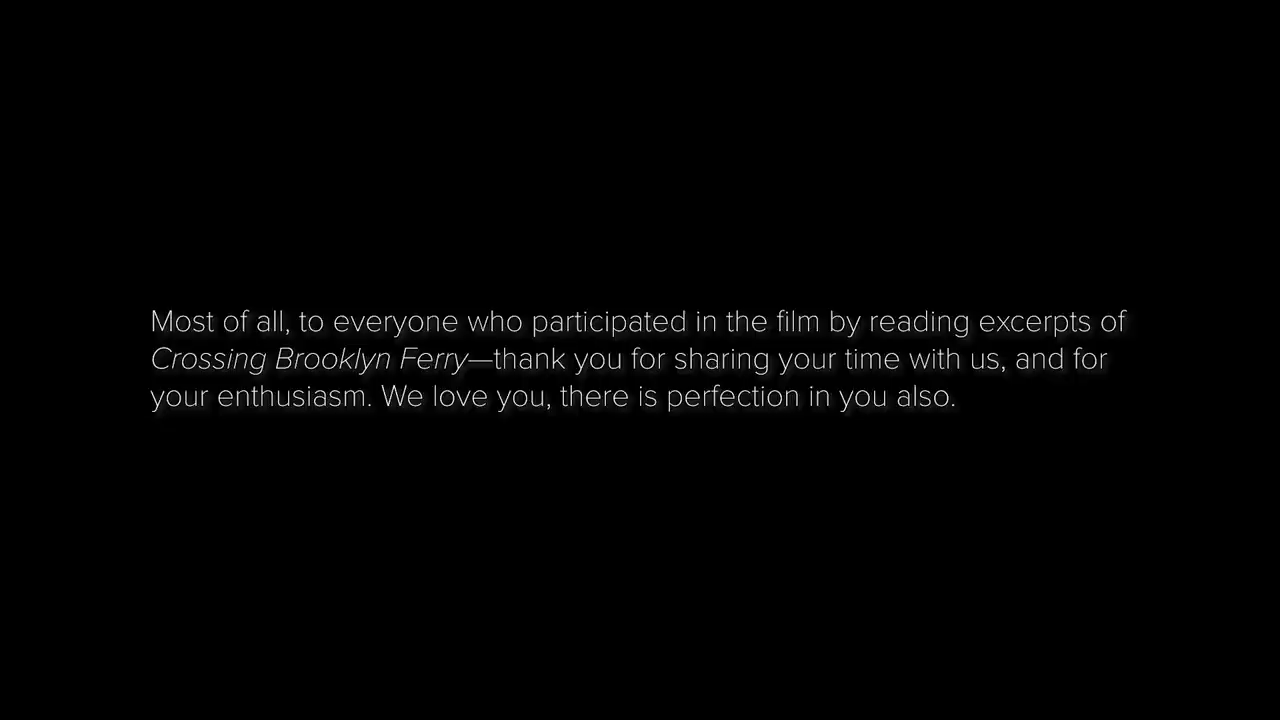 Most of all, to everyone who participated in the film by reading excerpts of
Crossing Brooklyn Ferry—thank you for sharing your time with us, and for
your enthusiasm. We love you, there is perfection in you also.